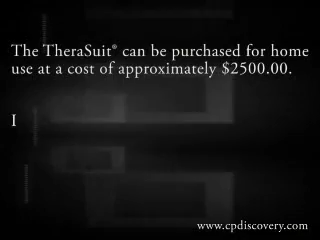 The TheraSuit® can be purchased for home
use at a cost of approximately $2500.00.
I
www.cpdiscovery.com